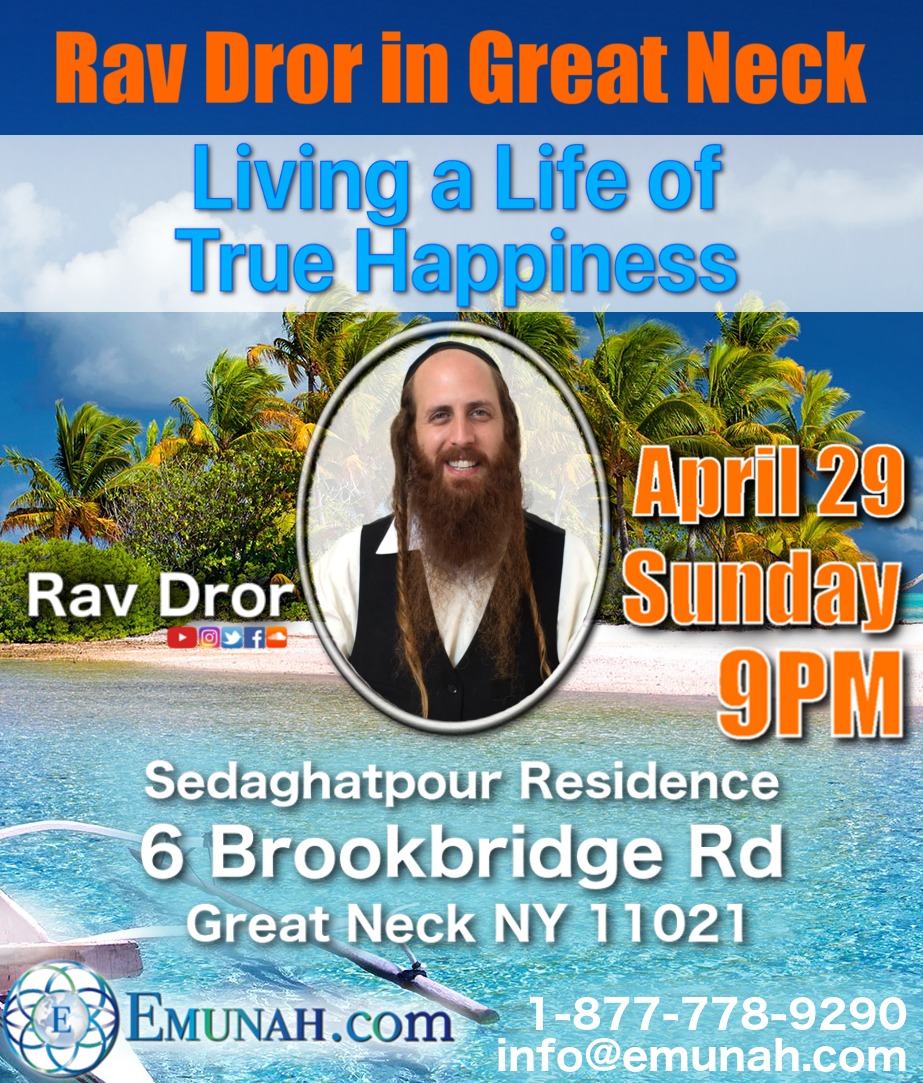 Rav Dror in Great Neck
Living a Life of
True Happiness
April 29
Sunday
9PM
Rav Dror
Sedaghatpour Residence
6 Brookbridge Rd
Great Neck NY 11021
E
EMUNAH.com
1-877-778-9290
info@emunah.com